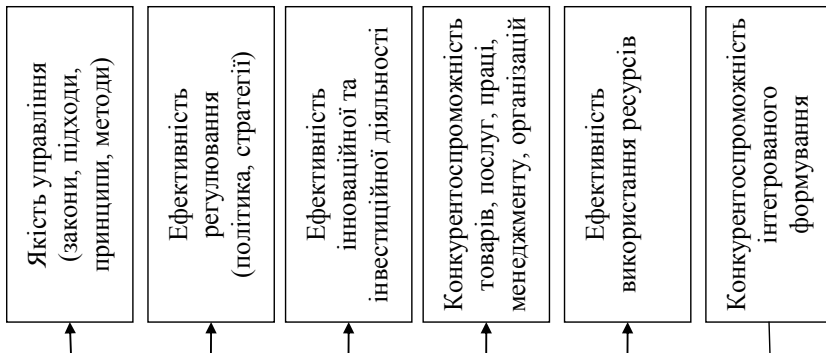 Якість управління
(закони, підходи,
принципи, методи)
Ефективність
регулювання
(політика, стратегії)
Ефективність
інноваційної та
інвестиційної діяльності
Конкурентоспроможність
товарів, послуг, праці,
менеджменту, організацій
Ефективність
використання ресурсів
Конкурентоспроможність
інтегрованого
формування